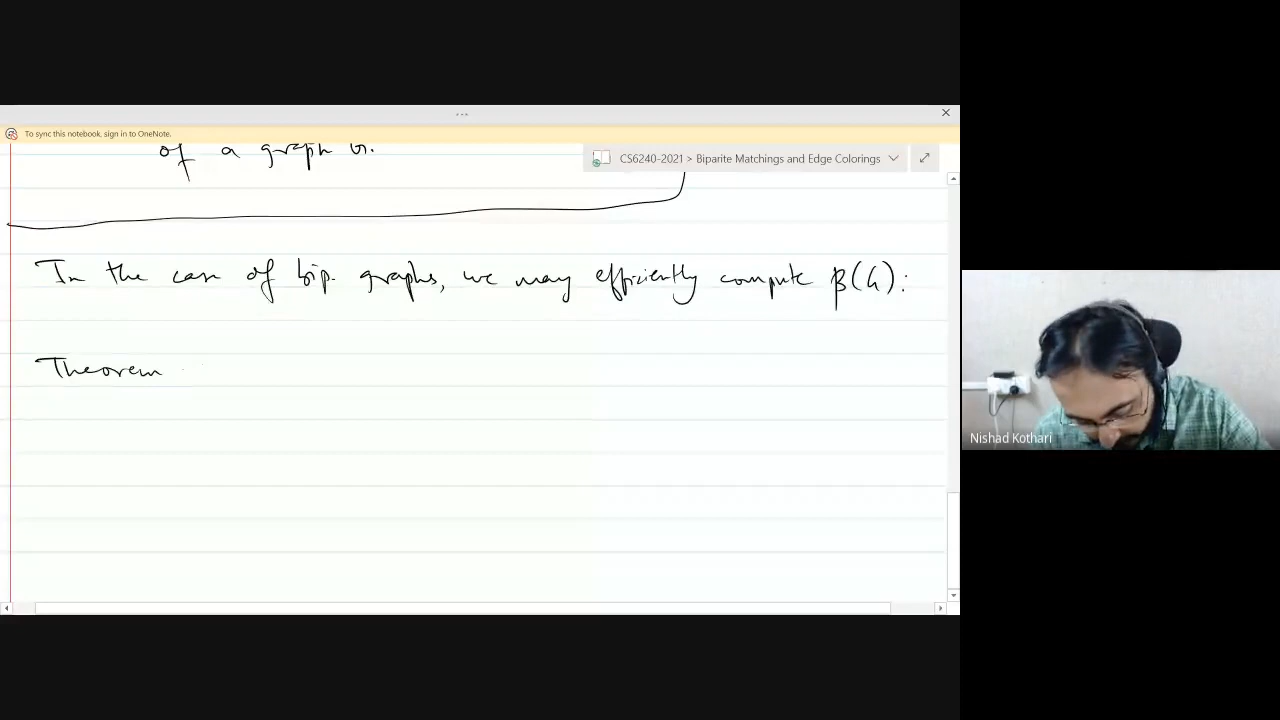 To sync this notebook, sign in to OneNote.
of a graph G.
CS6240-2021 > Biparite Matchings and Edge Colorings
In the case of bip. graphs, we may efficiently compute β(G):
Theorem
Nishad Kothari